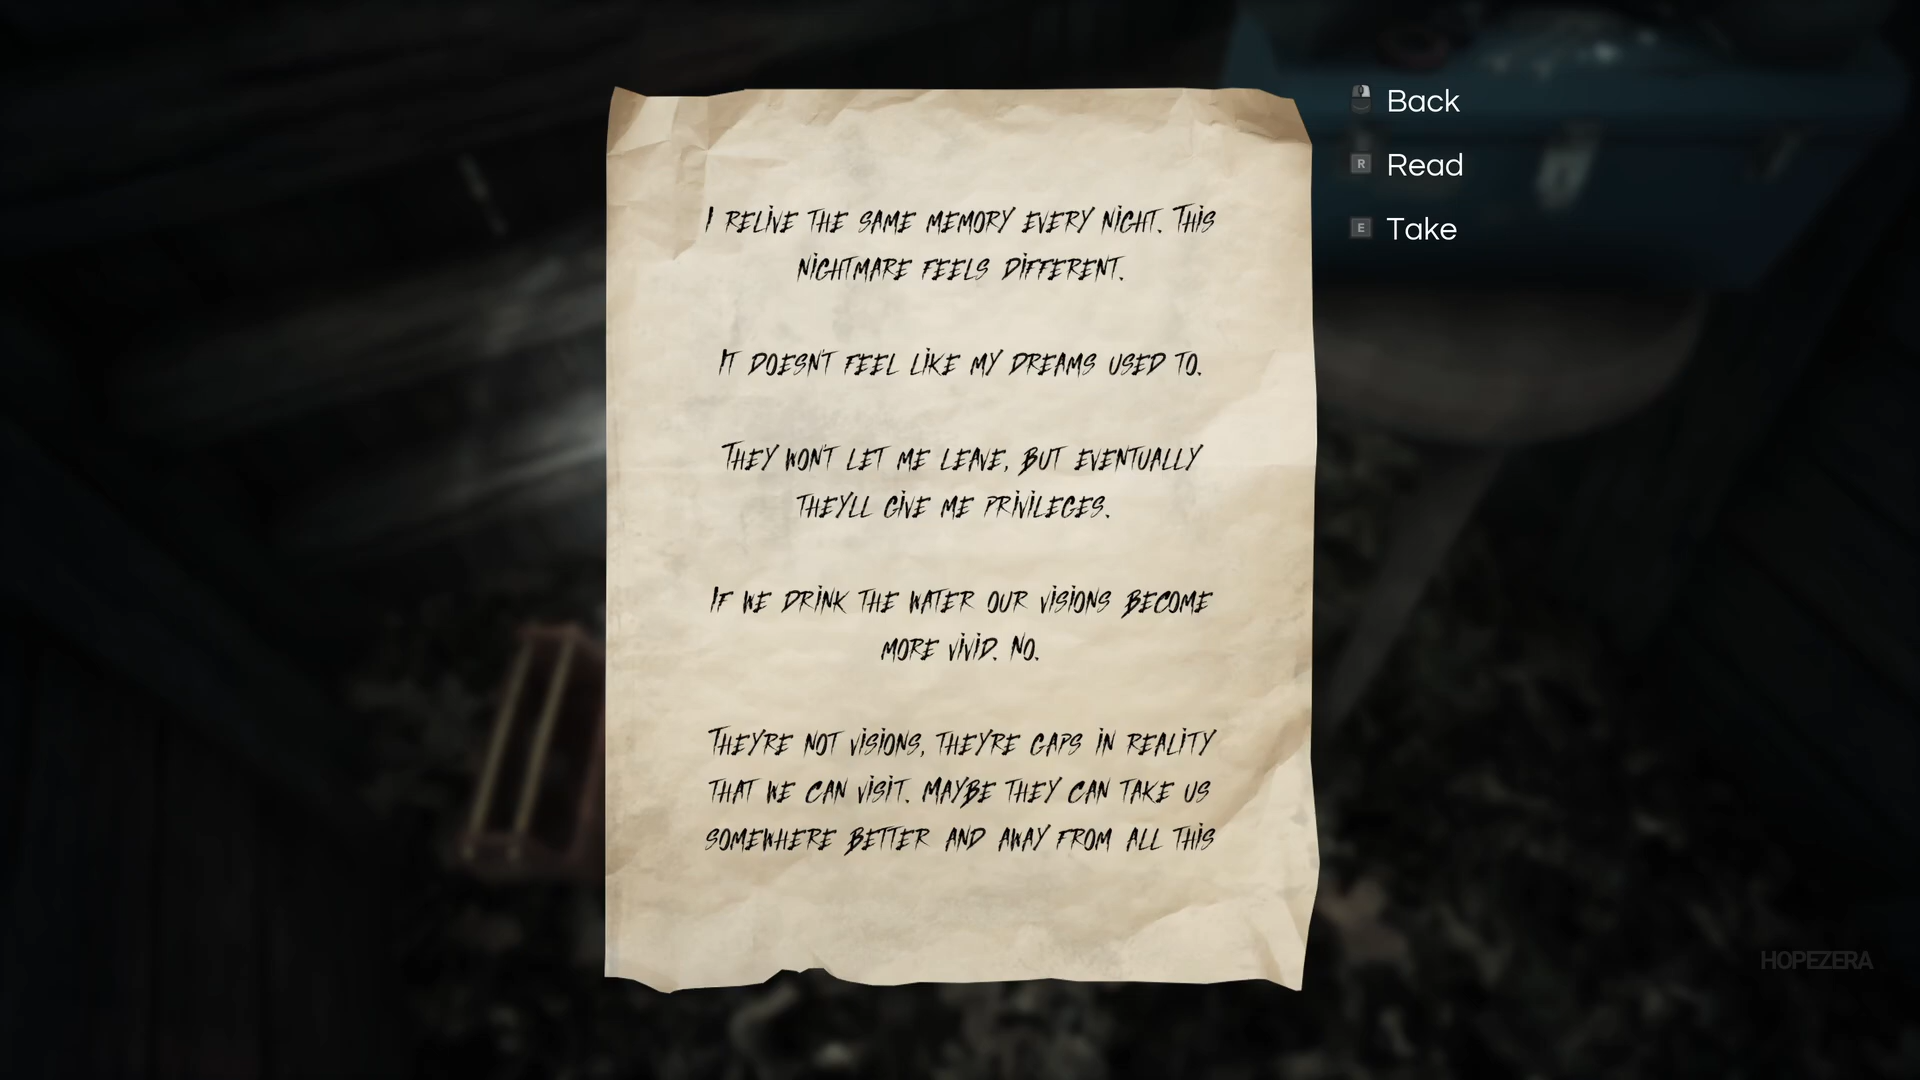 I relive the same memory every night. This
nightmare feels different.
It doesn't feel like my dreams used to.
They won't let me leave, but eventually
they'll give me privileges.
If we drink the water our visions become
more vivid. No.
They're not visions, they're gaps in reality
that we can visit. Maybe they can take us
somewhere better and away from all this
Back
R Read
E Take
HOPEZERA